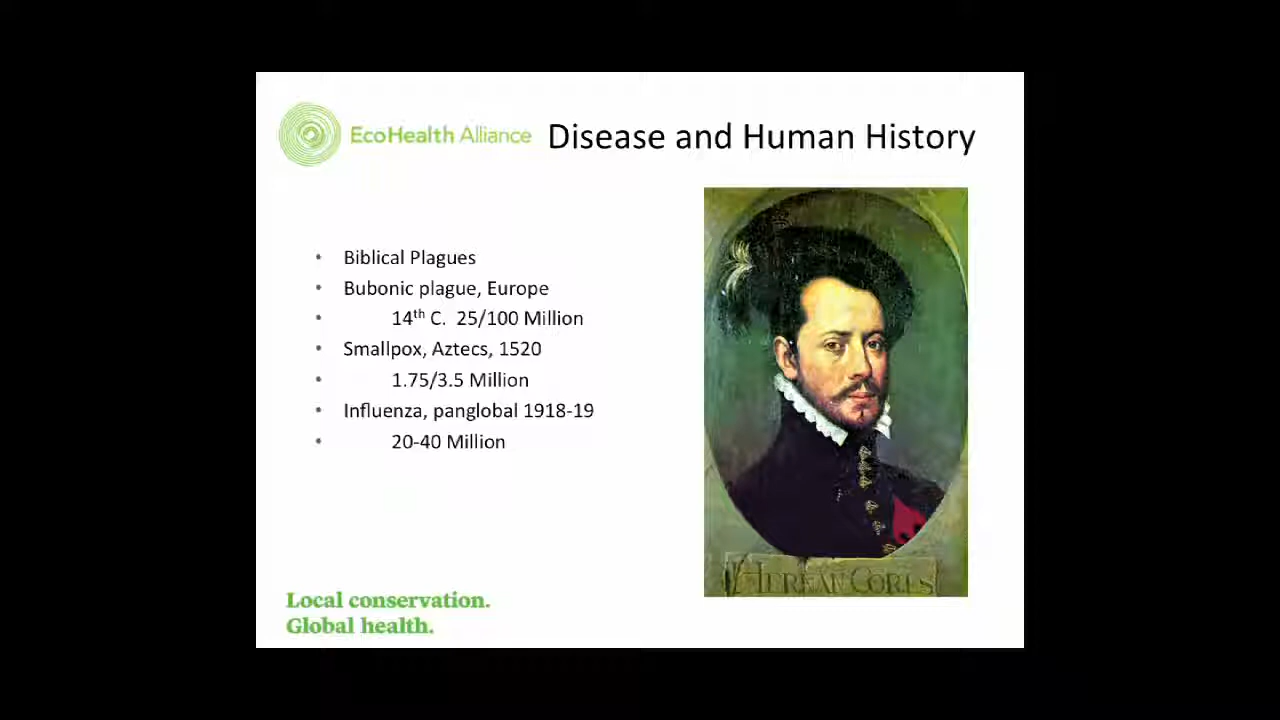 EcoHealth Alliance
Disease and Human History
• Biblical Plagues
• Bubonic plague, Europe
• 14th C. 25/100 Million
• Smallpox, Aztecs, 1520
• 1.75/3.5 Million
• Influenza, panglobal 1918-19
• 20-40 Million
Local conservation.
Global health.